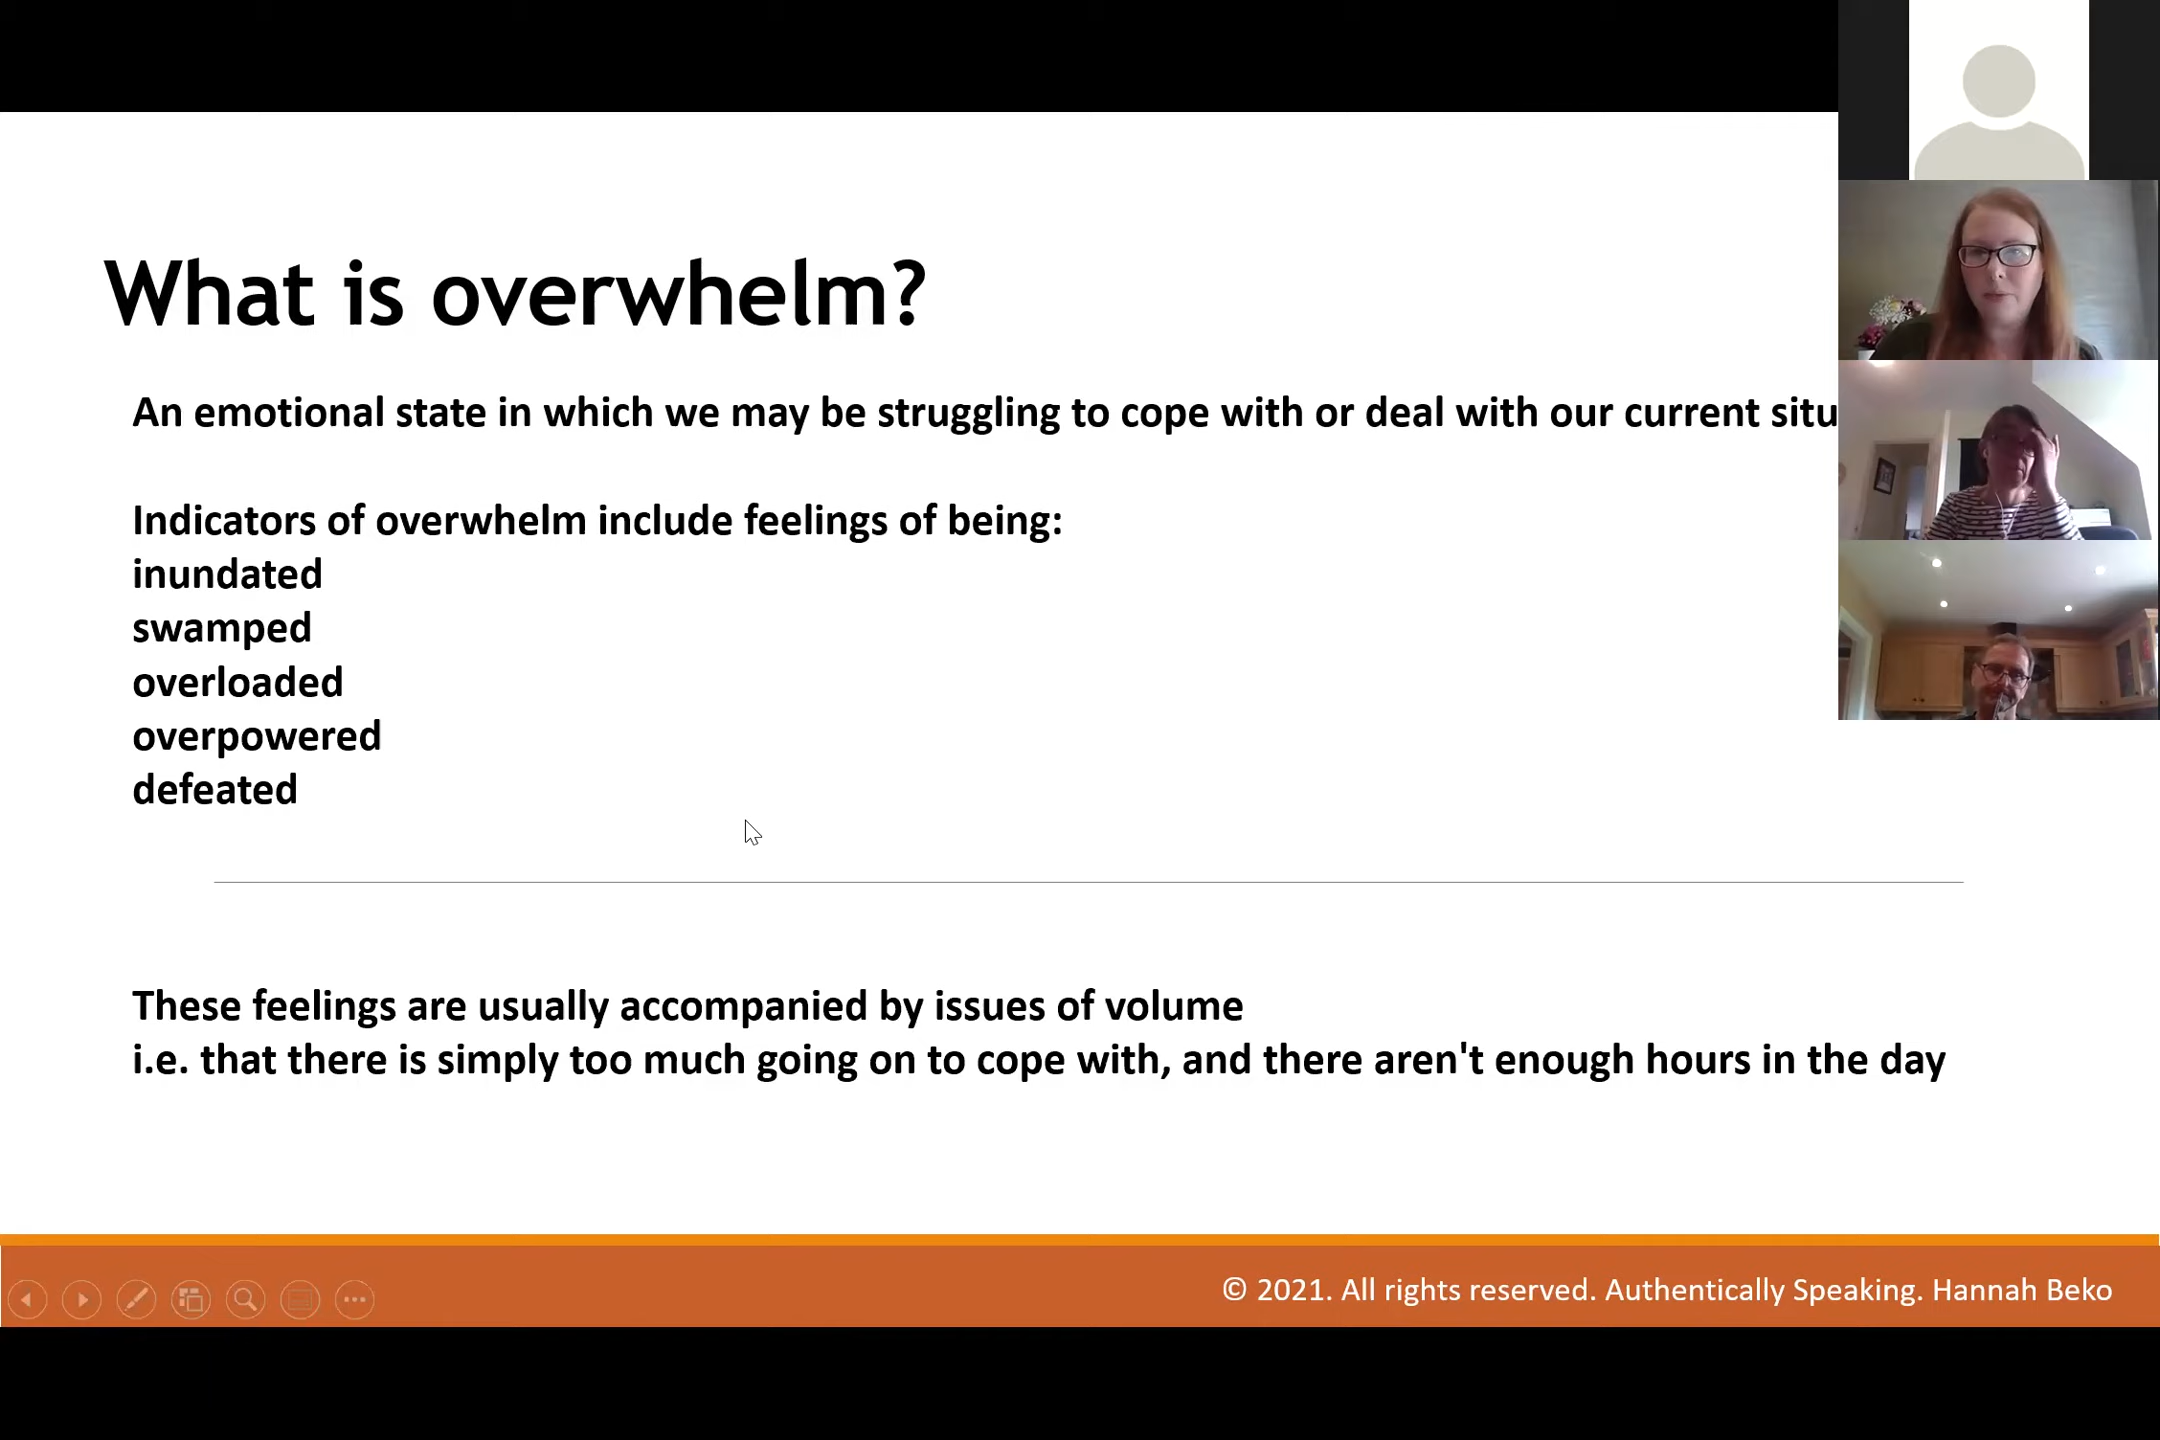 What is overwhelm?
An emotional state in which we may be struggling to cope with or deal with our current
Indicators of overwhelm include feelings of being:
inundated
swamped
overloaded
overpowered
defeated
These feelings are usually accompanied by issues of volume
i.e. that there is simply too much going on to cope with, and there aren't enough hours in the day
© 2021. All rights reserved. Authentically Speaking. Hannah Beko